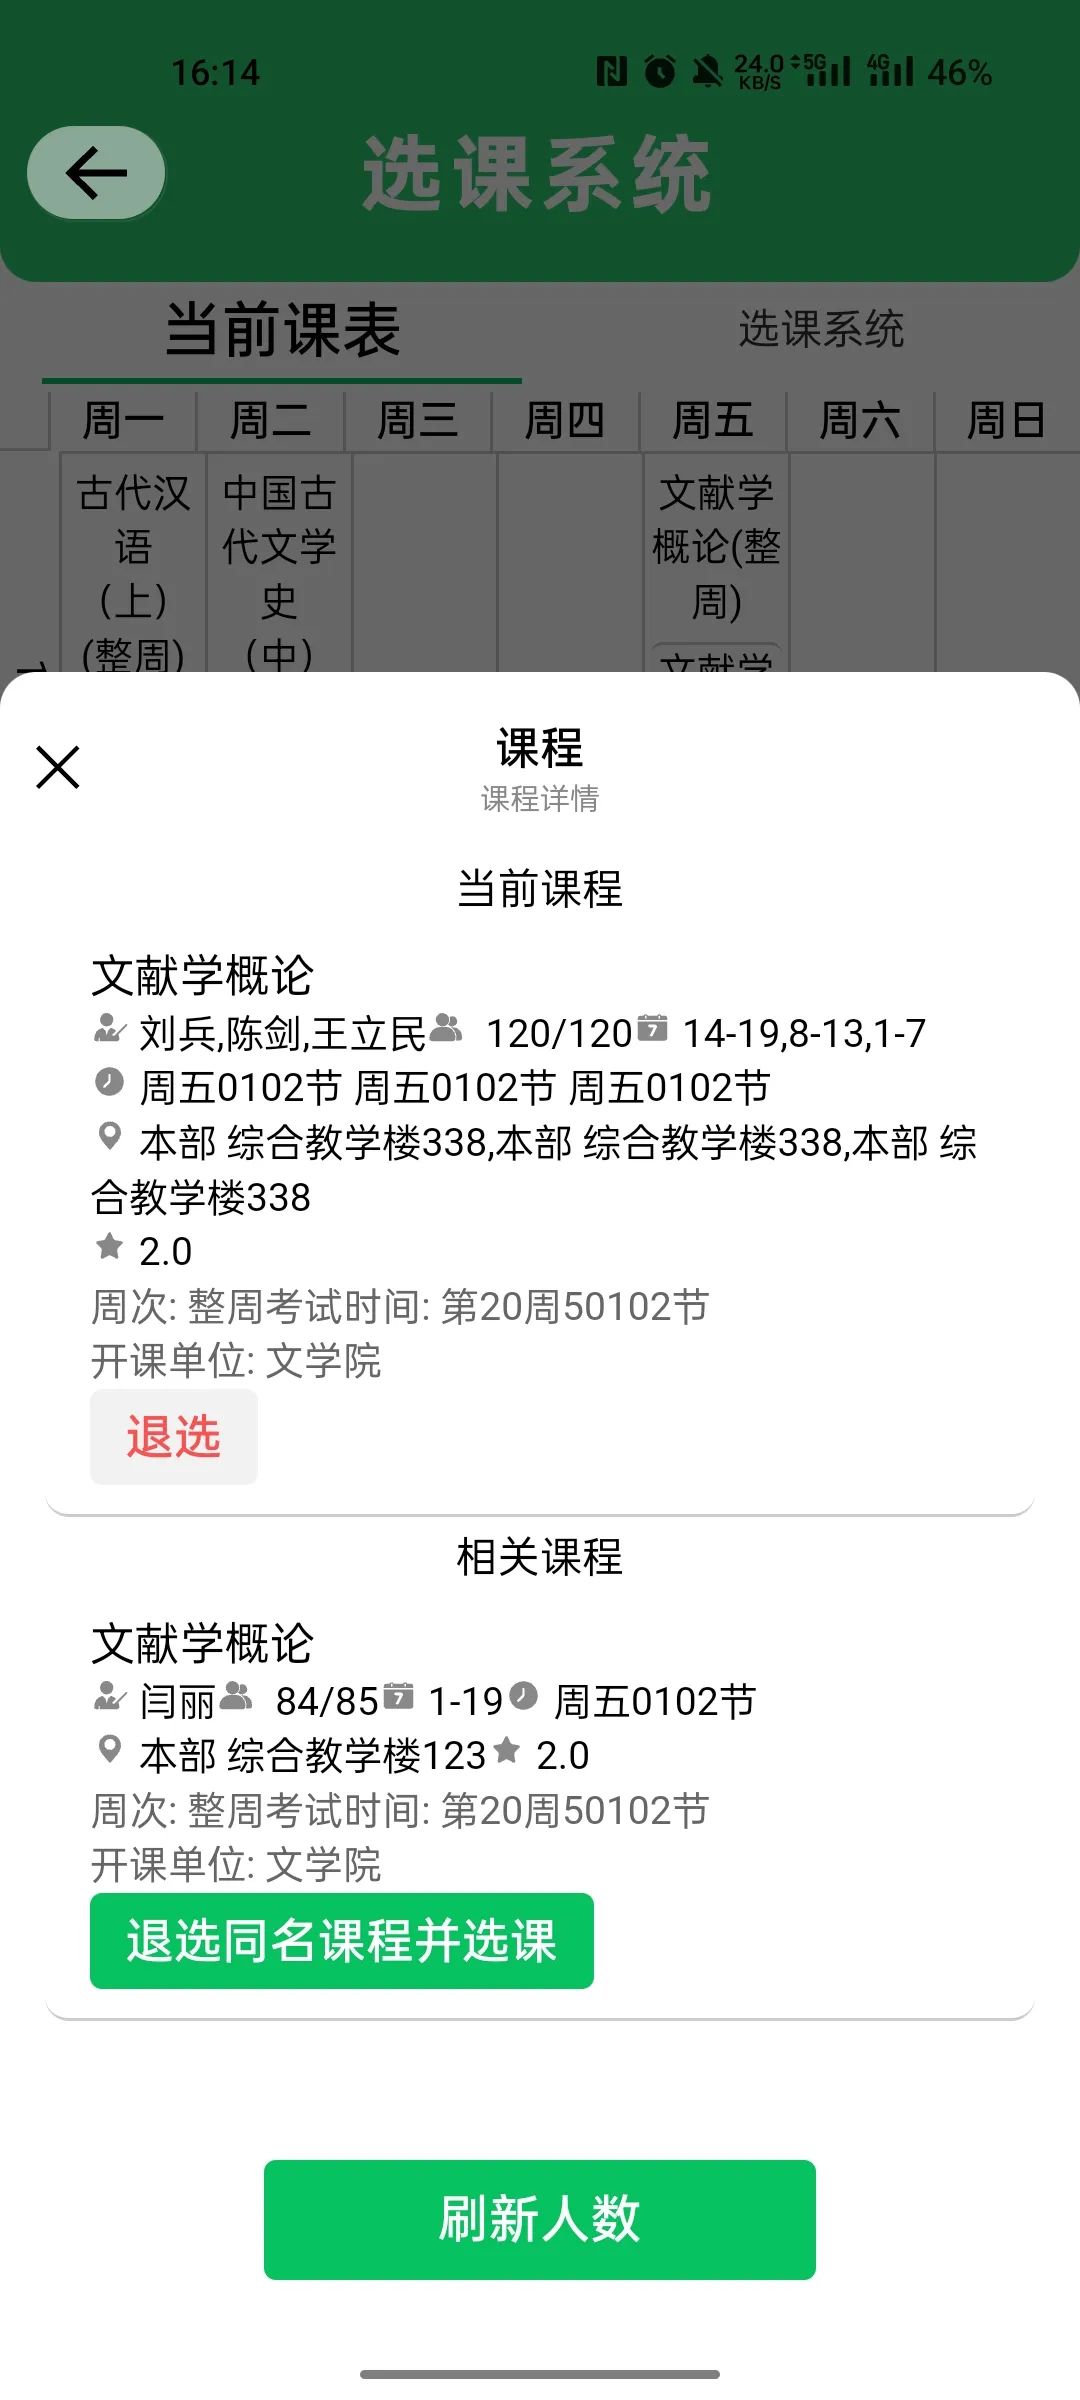 16:14
24.0 KB/S 5G 4G 46%
选课系统
当前课表 选课系统
周一 周二 周三 周四 周五 周六 周日
古代汉 中国古 文献学
语 代文学 概论(整
(上) 史 周)
(整周) (中) 文献学
课程
课程详情
当前课程
文献学概论
刘兵,陈剑,王立民 120/120 7 14-19,8-13,1-7
周五0102节 周五0102节 周五0102节
本部 综合教学楼338,本部 综合教学楼338,本部 综
合教学楼338
2.0
周次: 整周考试时间: 第20周50102节
开课单位: 文学院
退选
相关课程
文献学概论
闫丽 84/85 7 1-19 周五0102节
本部 综合教学楼123 2.0
周次: 整周考试时间: 第20周50102节
开课单位: 文学院
退选同名课程并选课
刷新人数